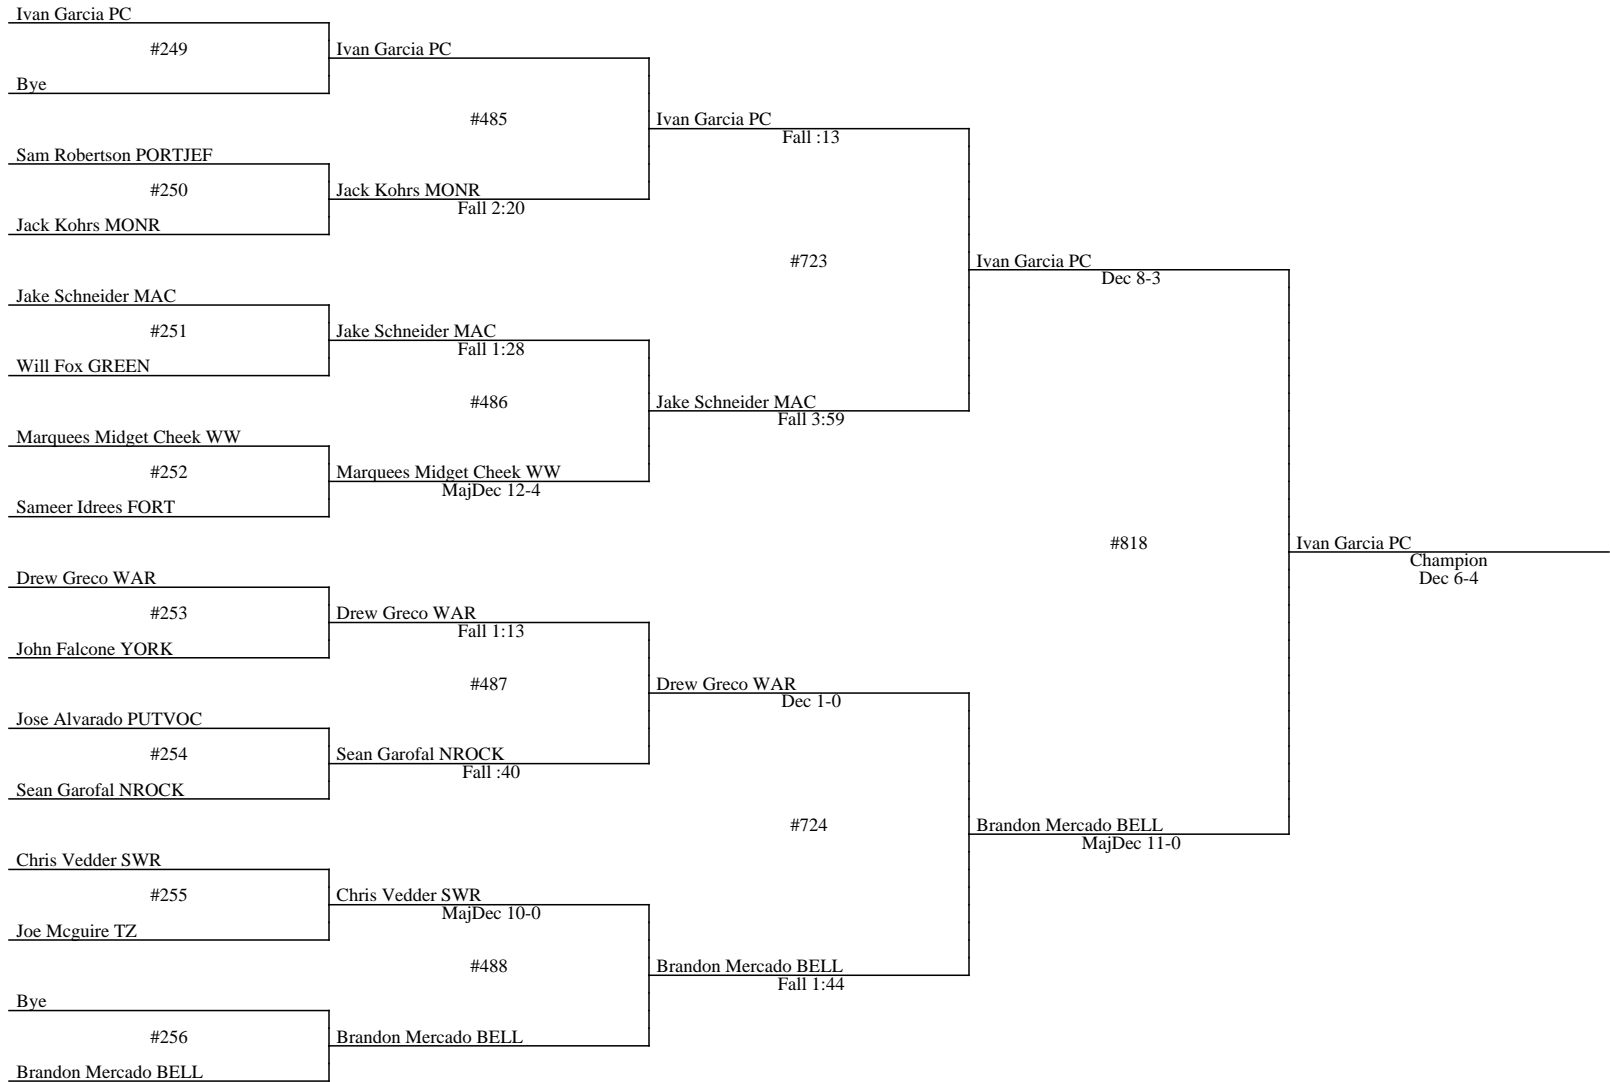 Ivan Garcia PC
#249
Bye
Ivan Garcia PC
#485
Sam Robertson PORTJEF
#250
Jack Kohrs MONR
Jack Kohrs MONR
Fall 2:20
Ivan Garcia PC
Fall :13
#723
Jake Schneider MAC
#251
Will Fox GREEN
Jake Schneider MAC
Fall 1:28
#486
Marquees Midget Cheek WW
#252
Sameer Idrees FORT
Marquees Midget Cheek WW
MajDec 12-4
Jake Schneider MAC
Fall 3:59
Ivan Garcia PC
Dec 8-3
#818
Ivan Garcia PC
Champion
Dec 6-4
Drew Greco WAR
#253
John Falcone YORK
Drew Greco WAR
Fall 1:13
#487
Jose Alvarado PUTVOC
#254
Sean Garofal NROCK
Sean Garofal NROCK
Fall :40
Drew Greco WAR
Dec 1-0
#724
Chris Vedder SWR
#255
Joe Mcguire TZ
Chris Vedder SWR
MajDec 10-0
#488
Bye
#256
Brandon Mercado BELL
Brandon Mercado BELL
Brandon Mercado BELL
Fall 1:44
Brandon Mercado BELL
MajDec 11-0